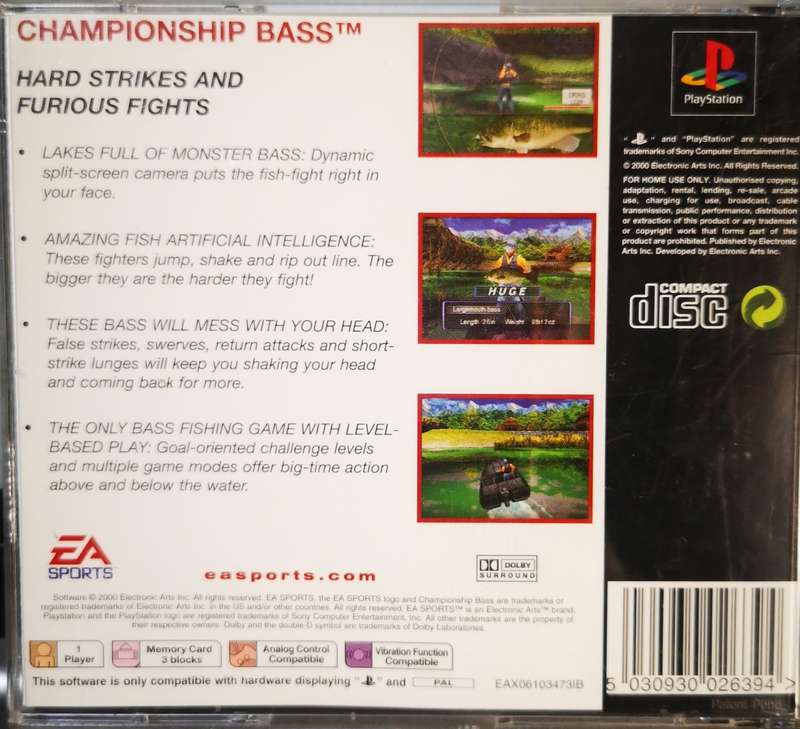 CHAMPIONSHIP BASS™
HARD STRIKES AND
FURIOUS FIGHTS
• LAKES FULL OF MONSTER BASS: Dynamic
split-screen camera puts the fish-fight right in
your face.
• AMAZING FISH ARTIFICIAL INTELLIGENCE:
These fighters jump, shake and rip out line. The
bigger they are the harder they fight!
• THESE BASS WILL MESS WITH YOUR HEAD:
False strikes, swerves, return attacks and short-
strike lunges will keep you shaking your head
and coming back for more.
• THE ONLY BASS FISHING GAME WITH LEVEL-
BASED PLAY: Goal-oriented challenge levels
and multiple game modes offer big-time action
above and below the water.
HUGE
Largemouth bass
Length Weight
EA
SPORTS
easports.com
DOLBY
SURROUND
Software © 2000 Electronic Arts Inc. All rights reserved. EA SPORTS, the EA SPORTS logo and Championship Bass are trademarks or
registered trademarks of Electronic Arts Inc in the US and/or other countries. All rights reserved. EA SPORTS™ is an Electronic Arts™ brand.
Playstation and the PlayStation logo are registered trademarks of Sony Computer Entertainment, Inc. All other trademarks are the property of
their respective owners. Dolby and the double-D symbol are trademarks of Dolby Laboratories.
1
Player
Memory Card
3 blocks
Analog Control
Compatible
Vibration Function
Compatible
This software is only compatible with hardware displaying " " and PAL
EAX06103473IB
PlayStation
" " and "PlayStation" are registered
trademarks of Sony Computer Entertainment Inc.
© 2000 Electronic Arts Inc. All Rights Reserved.
FOR HOME USE ONLY. Unauthorised copying,
adaptation, rental, lending, re-sale, arcade
use, charging for use, broadcast, cable
transmission, public performance, distribution
or extraction of this product or any trademark
or copyright work that forms part of this
product are prohibited. Published by Electronic
Arts Inc. Developed by Electronic Arts Inc.
COMPACT
disc
5 030930 026394 >
Patent Pend